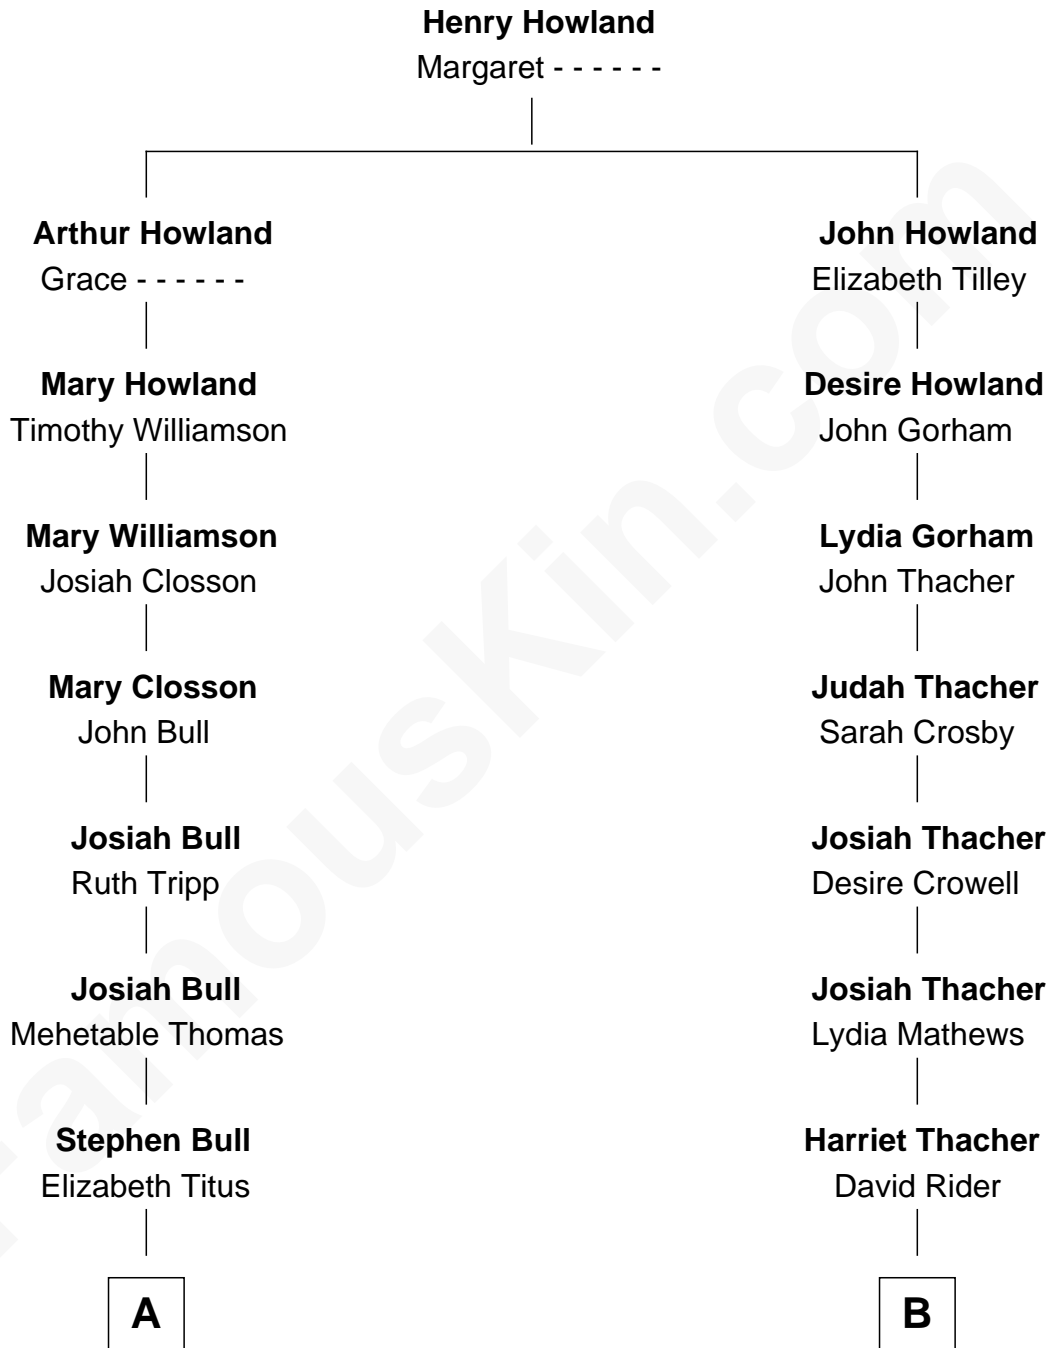 Henry Howland
Margaret - - - - - -
Arthur Howland
Grace - - - - - -
John Howland
Elizabeth Tilley
Mary Howland
Timothy Williamson
Desire Howland
John Gorham
Mary Williamson
Josiah Closson
Lydia Gorham
John Thacher
Mary Closson
John Bull
Judah Thacher
Sarah Crosby
Josiah Bull
Ruth Tripp
Josiah Thacher
Desire Crowell
Josiah Bull
Mehetable Thomas
Josiah Thacher
Lydia Mathews
Stephen Bull
Elizabeth Titus
Harriet Thacher
David Rider
A
B
FamousKin.com